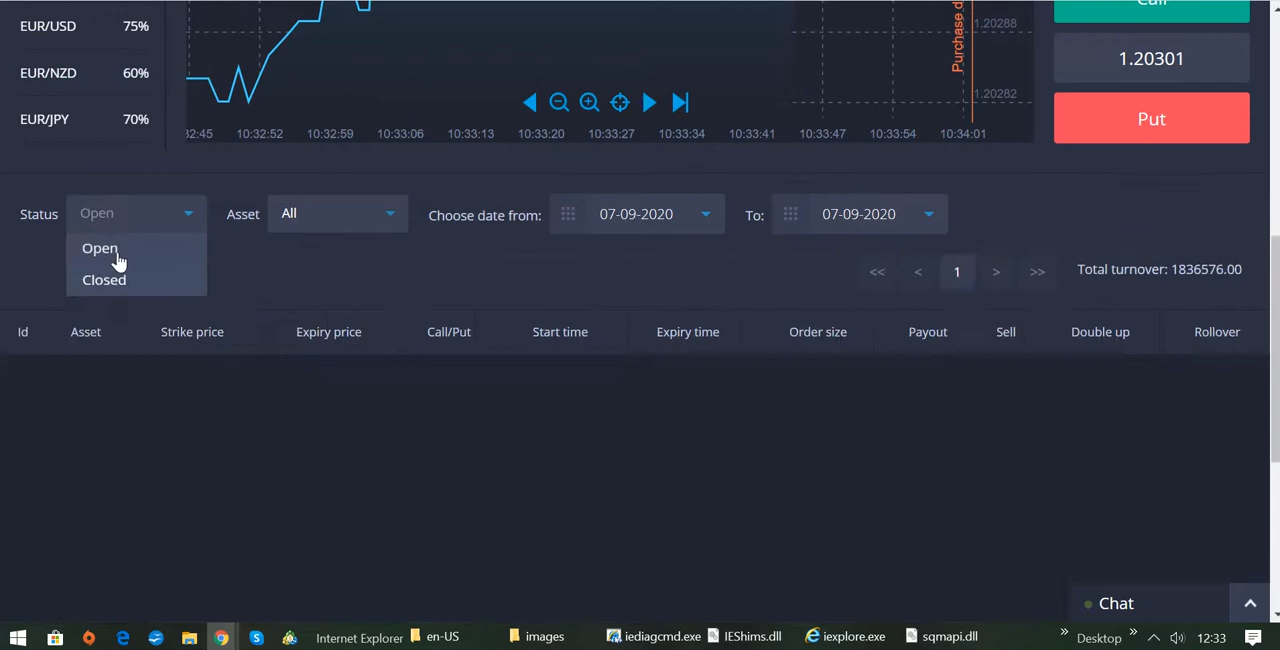 EUR/USD 75%
EUR/NZD 60%
EUR/JPY 70%
1.20288
1.20282
Purchase d
:32:45 10:32:52 10:32:59 10:33:06 10:33:13 10:33:20 10:33:27 10:33:34 10:33:41 10:33:47 10:33:54 10:34:01
Call
1.20301
Put
Status Open Asset All Choose date from: 07-09-2020 To: 07-09-2020
Open
Closed
<< < 1 > >> Total turnover: 1836576.00
Id Asset Strike price Expiry price Call/Put Start time Expiry time Order size Payout Sell Double up Rollover
Chat
Internet Explorer en-US images iediagcmd.exe IEShims.dll iexplore.exe sqmapi.dll » Desktop » 12:33